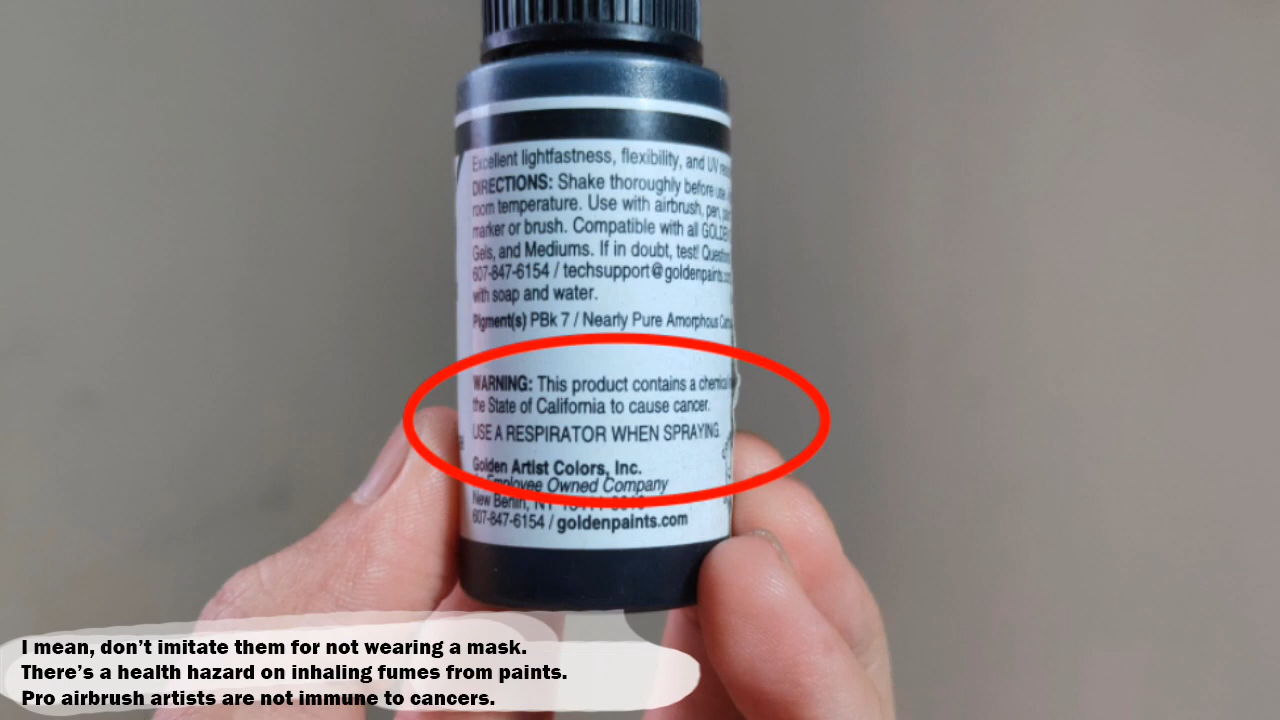 Excellent lightfastness, flexibility, and UV
DIRECTIONS: Shake thoroughly before use,
room temperature. Use with airbrush, pen,
marker or brush. Compatible with all
Gels, and Mediums. If in doubt, test!
607-847-6154 / techsupport@goldenpaints.
with soap and water.
Pigment(s) PBk 7 / Nearly Pure Amorphous
WARNING: This product contains a
the State of California to cause cancer.
USE A RESPIRATOR WHEN SPRAYING
Golden Artist Colors, Inc.
Employee Owned Company
New Berlin, NY
607-847-6154 / goldenpaints.com
I mean, don’t imitate them for not wearing a mask.
There’s a health hazard on inhaling fumes from paints.
Pro airbrush artists are not immune to cancers.